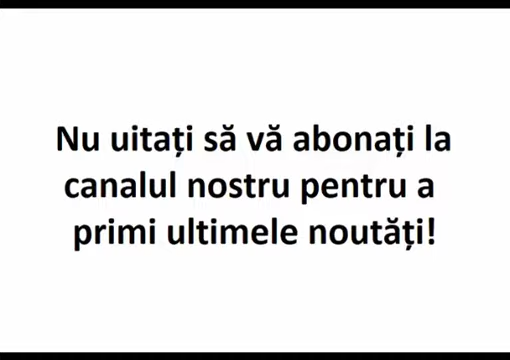 Nu uitați să vă abonați la
canalul nostru pentru a
primi ultimele noutăți!